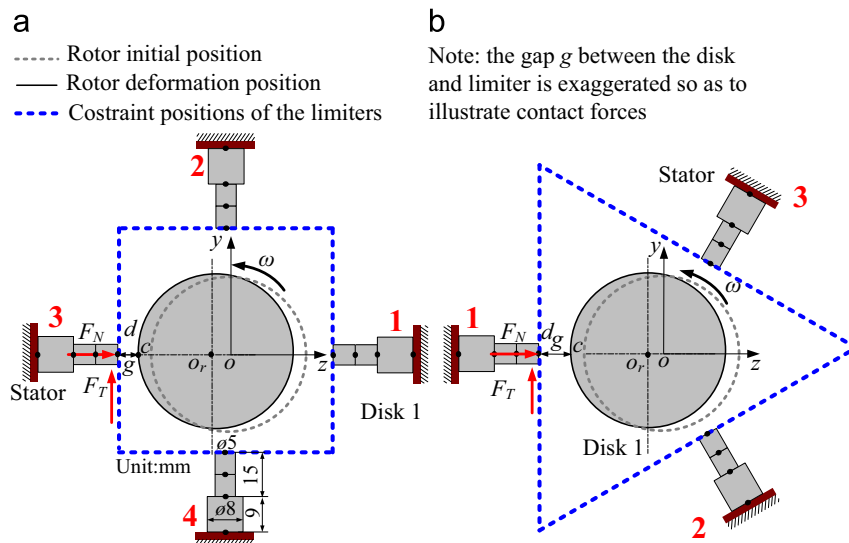 a
Rotor initial position
Rotor deformation position
Costraint positions of the limiters
2
y
ω
3
F_N
d
c
g
F_T
Stator
o_r
o
z
1
Disk 1
Unit:mm
ø5
15
ø8
9
4
b
Note: the gap g between the disk
and limiter is exaggerated so as to
illustrate contact forces
Stator
3
y
ω
1
F_N
d
g
c
F_T
o_r
o
z
Disk 1
2